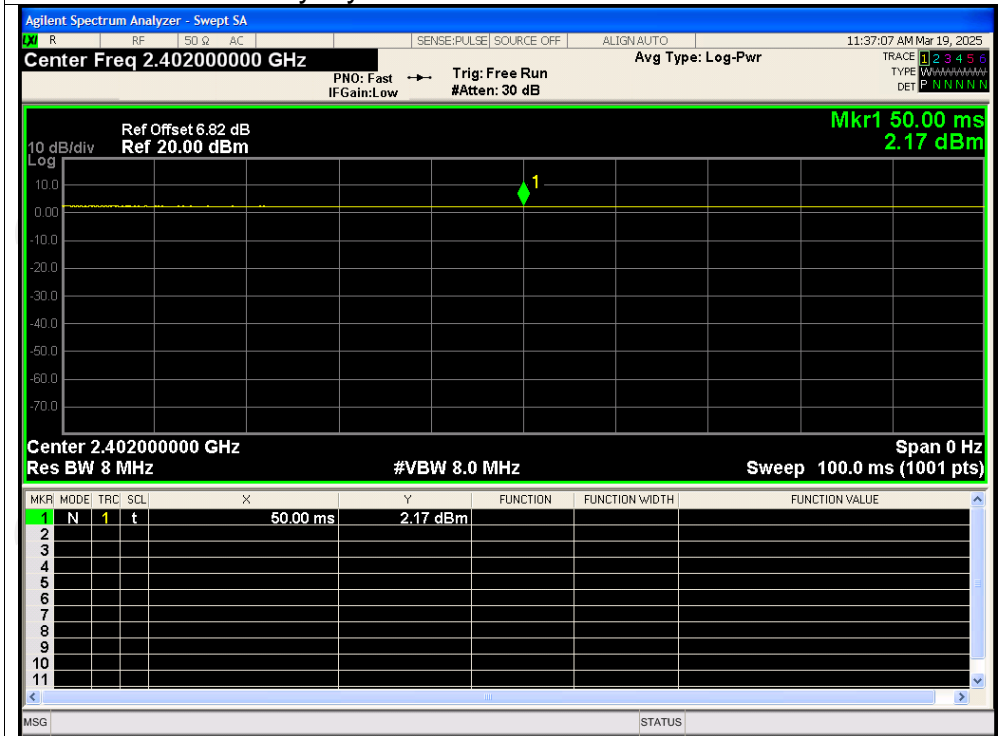 Agilent Spectrum Analyzer - Swept SA
LXI R RF 50 Ω AC SENSE:PULSE SOURCE OFF ALIGN AUTO 11:37:07 AM Mar 19, 2025
Center Freq 2.402000000 GHz Avg Type: Log-Pwr TRACE 1 2 3 4 5 6
PNO: Fast Trig: Free Run TYPE WWWWWW
IFGain:Low #Atten: 30 dB DET P N N N N N
Mkr1 50.00 ms
Ref Offset 6.82 dB
2.17 dBm
10 dB/div Ref 20.00 dBm
Log
1
10.0
0.00
-10.0
-20.0
-30.0
-40.0
-50.0
-60.0
-70.0
Center 2.402000000 GHz Span 0 Hz
Res BW 8 MHz #VBW 8.0 MHz Sweep 100.0 ms (1001 pts)
MKR MODE TRC SCL X Y FUNCTION FUNCTION WIDTH FUNCTION VALUE
1 N 1 t 50.00 ms 2.17 dBm
2
3
4
5
6
7
8
9
10
11
MSG STATUS